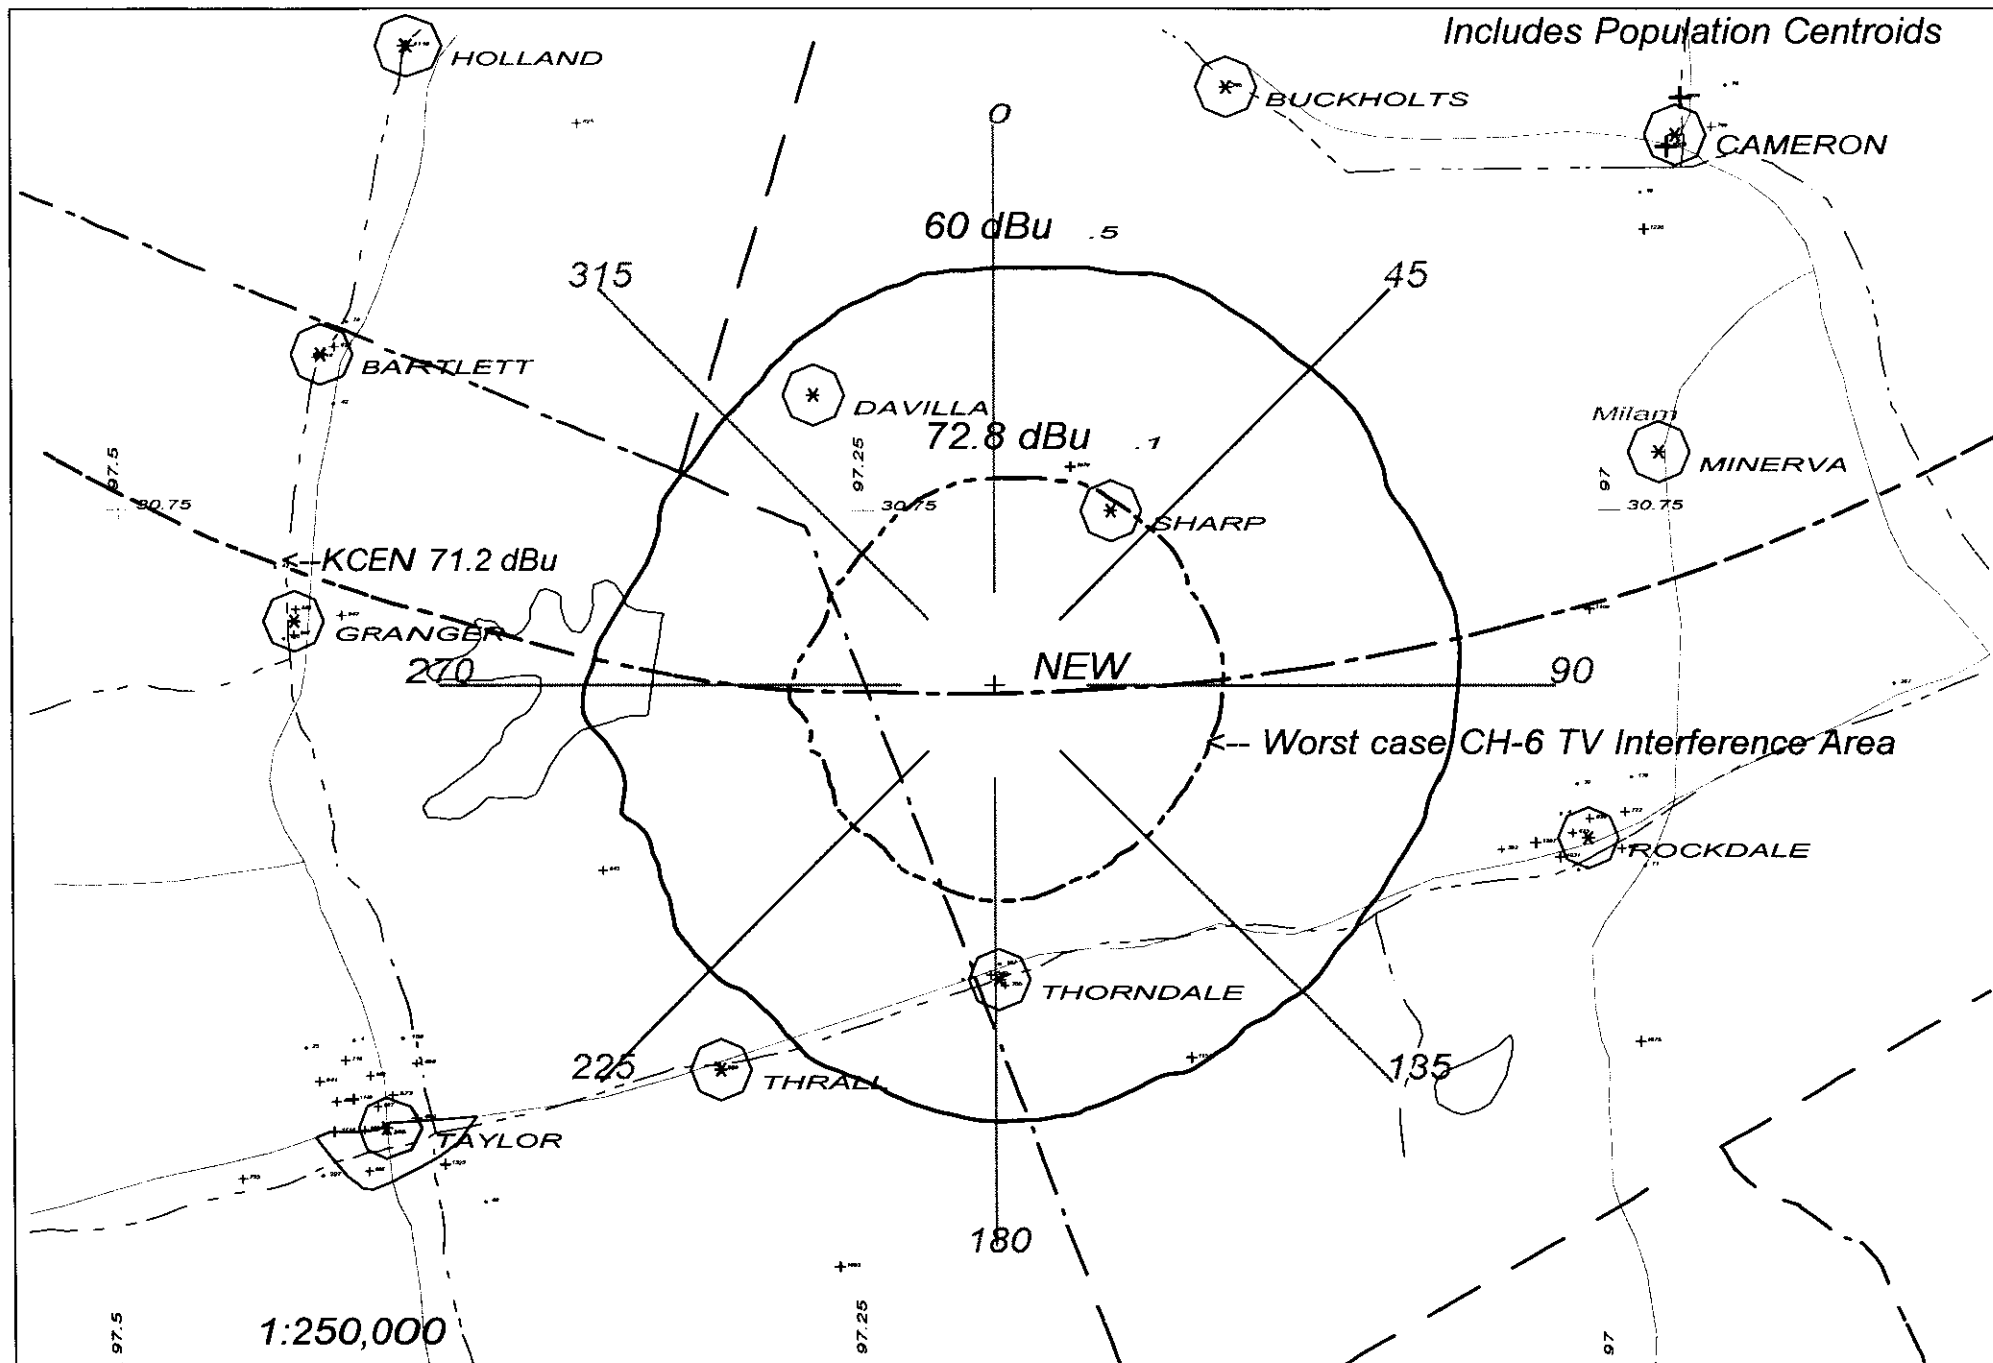 Includes Population Centroids
HOLLAND
BUCKHOLTS
CAMERON
0
60 dBu .5
315
45
BARTLETT
DAVILLA
72.8 dBu .1
Milam
MINERVA
97.5
30.75
97.25
30.75
97
30.75
SHARP
<--KCEN 71.2 dBu
GRANGER
270
NEW
90
<-- Worst case CH-6 TV Interference Area
ROCKDALE
THORNDALE
225
THRALL
135
TAYLOR
180
1:250,000
97.5
97.25
97